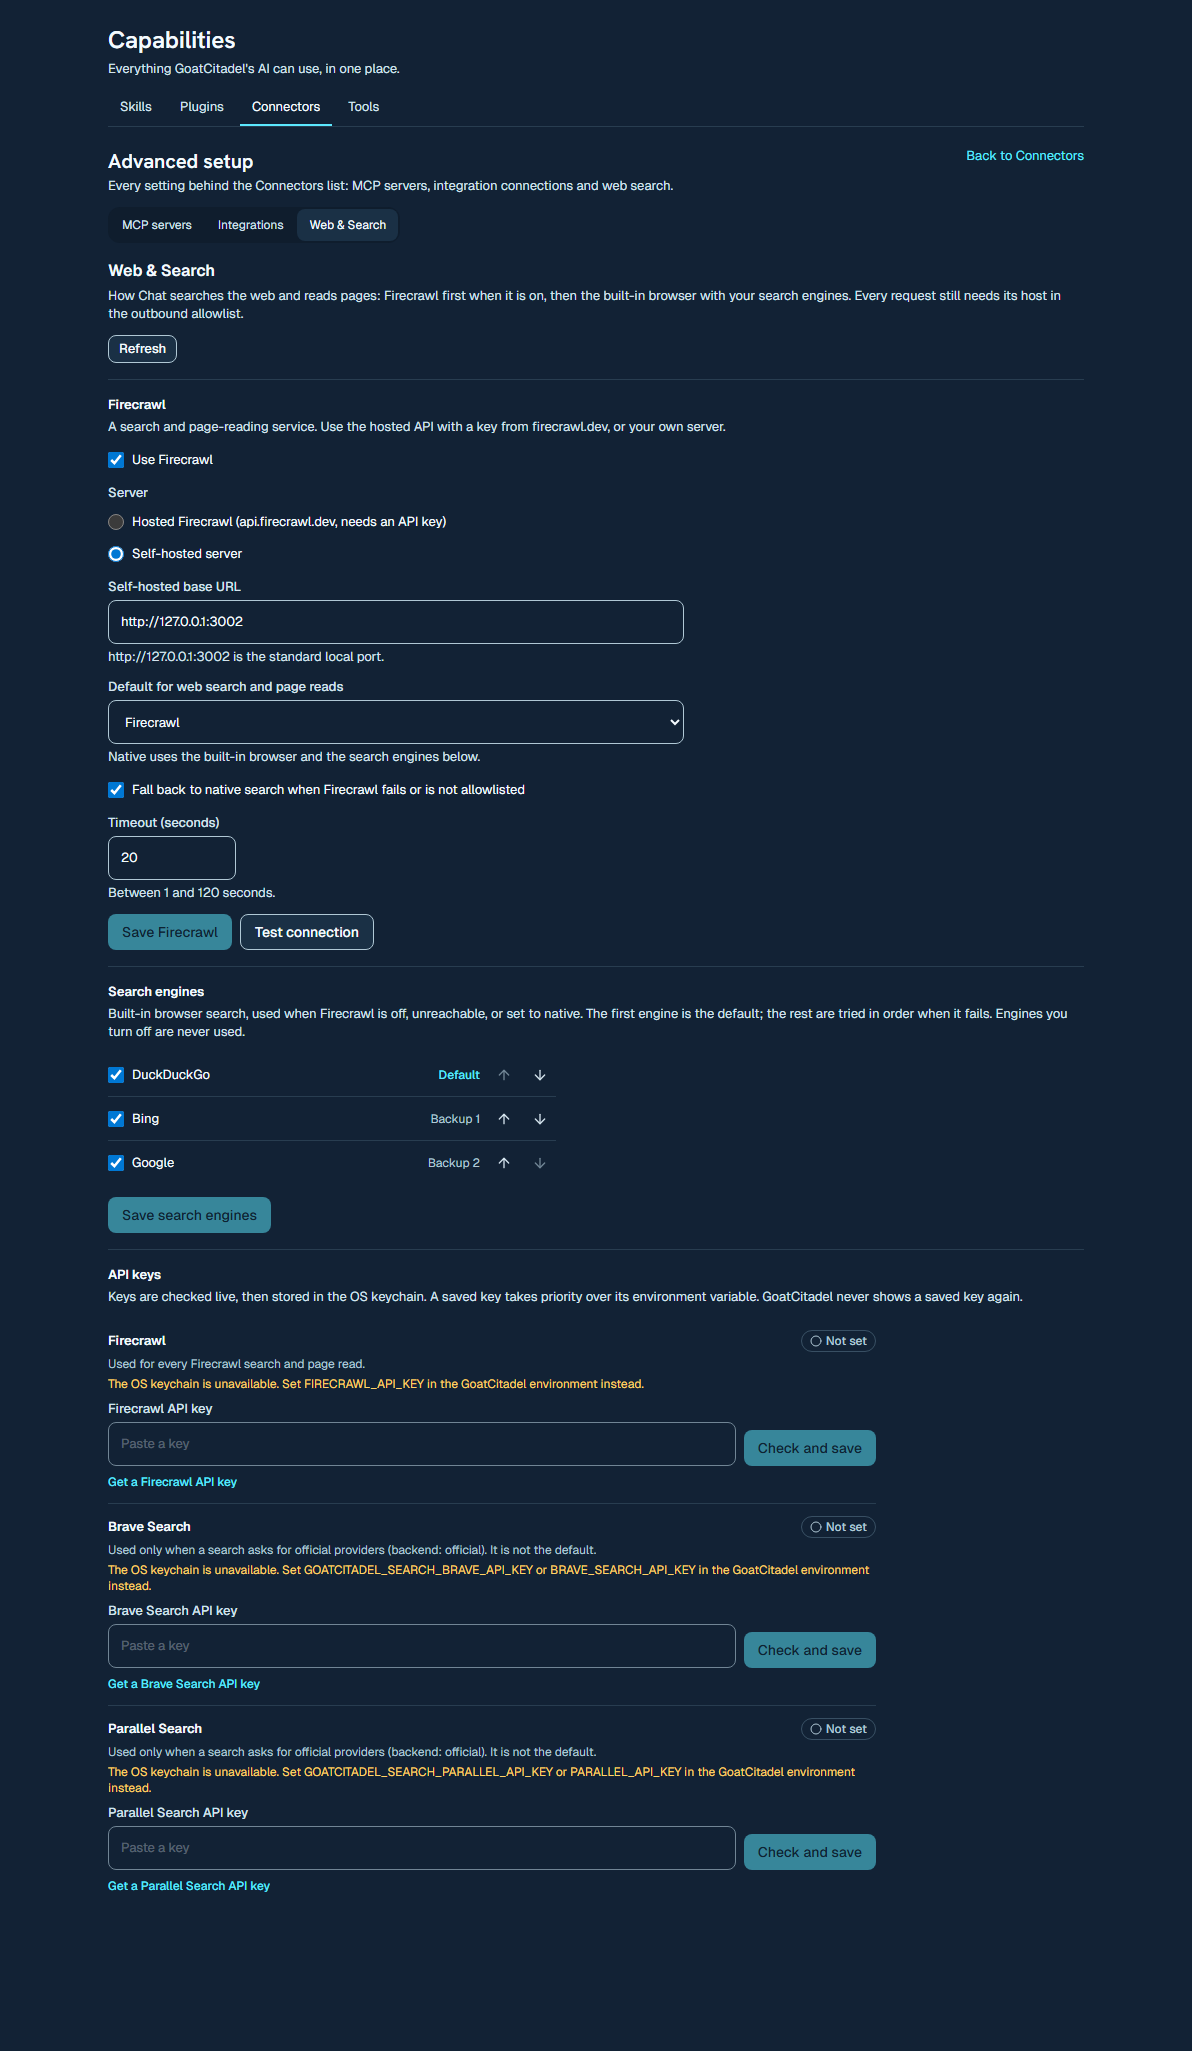 Capabilities
Everything GoatCitadel's AI can use, in one place.
Skills Plugins Connectors Tools
Advanced setup
Back to Connectors
Every setting behind the Connectors list: MCP servers, integration connections and web search.
MCP servers Integrations Web & Search
Web & Search
How Chat searches the web and reads pages: Firecrawl first when it is on, then the built-in browser with your search engines. Every request still needs its host in
the outbound allowlist.
Refresh
Firecrawl
A search and page-reading service. Use the hosted API with a key from firecrawl.dev, or your own server.
Use Firecrawl
Server
Hosted Firecrawl (api.firecrawl.dev, needs an API key)
Self-hosted server
Self-hosted base URL
http://127.0.0.1:3002
http://127.0.0.1:3002 is the standard local port.
Default for web search and page reads
Firecrawl
Native uses the built-in browser and the search engines below.
Fall back to native search when Firecrawl fails or is not allowlisted
Timeout (seconds)
20
Between 1 and 120 seconds.
Save Firecrawl Test connection
Search engines
Built-in browser search, used when Firecrawl is off, unreachable, or set to native. The first engine is the default; the rest are tried in order when it fails. Engines you
turn off are never used.
DuckDuckGo Default ↑ ↓
Bing Backup 1 ↑ ↓
Google Backup 2 ↑ ↓
Save search engines
API keys
Keys are checked live, then stored in the OS keychain. A saved key takes priority over its environment variable. GoatCitadel never shows a saved key again.
Firecrawl Not set
Used for every Firecrawl search and page read.
The OS keychain is unavailable. Set FIRECRAWL_API_KEY in the GoatCitadel environment instead.
Firecrawl API key
Paste a key Check and save
Get a Firecrawl API key
Brave Search Not set
Used only when a search asks for official providers (backend: official). It is not the default.
The OS keychain is unavailable. Set GOATCITADEL_SEARCH_BRAVE_API_KEY or BRAVE_SEARCH_API_KEY in the GoatCitadel environment
instead.
Brave Search API key
Paste a key Check and save
Get a Brave Search API key
Parallel Search Not set
Used only when a search asks for official providers (backend: official). It is not the default.
The OS keychain is unavailable. Set GOATCITADEL_SEARCH_PARALLEL_API_KEY or PARALLEL_API_KEY in the GoatCitadel environment
instead.
Parallel Search API key
Paste a key Check and save
Get a Parallel Search API key